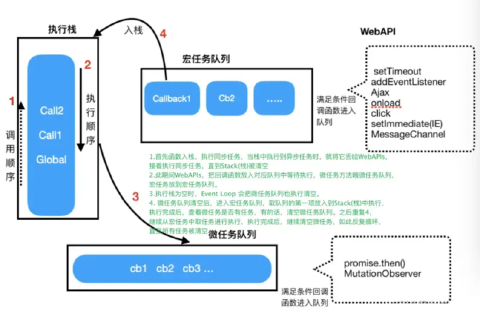 执行栈
入栈
4
宏任务队列
WebAPI
1
调用顺序
Call2
Call1
Global
2
执行顺序
Callback1
Cb2
.....
满足条件回
调函数进入
队列
setTimeout
addEventListener
Ajax
onload
click
setImmediate(IE)
MessageChannel
1.首先函数入栈，执行同步任务，当栈中执行到异步任务时，就将它丢给WebAPIs,
接着执行同步任务，直到Stack(栈)被清空
2.此期间WebAPIs，把回调函数放入对应队列中等待执行，微任务方法糖微任务队列，
宏任务放到宏任务队列。
3.执行栈为空时，Event Loop 会把微任务队列也执行清空。
4. 微任务队列清空后，进入宏任务队列，取队列的第一项放入到Stack(栈)中执行，
执行完成后，查看微任务是否有任务，有的话，清空微任务队列。之后重复4，
继续从宏任务中取任务进行执行，执行完成后，继续清空微任务，如此反复循环，
直至所有任务被清空
3
微任务队列
cb1 cb2 cb3 ...
满足条件回调
函数进入队列
promise.then()
MutationObserver